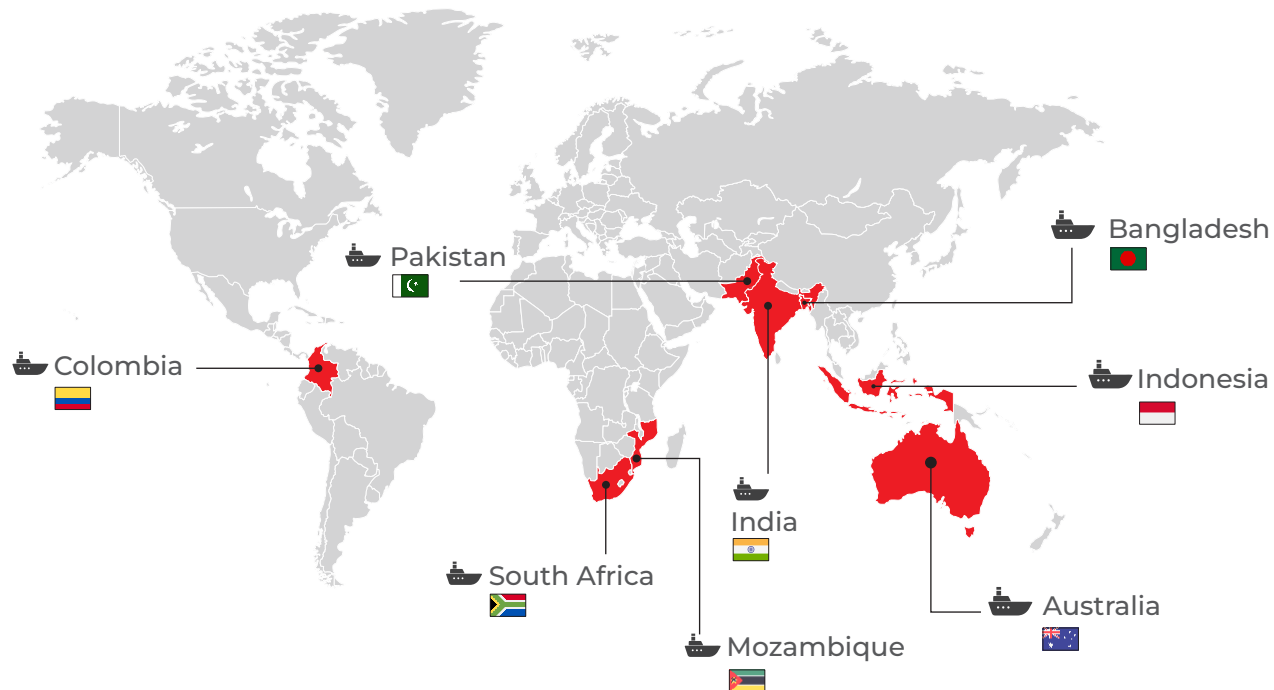 Bangladesh
Pakistan
Colombia
Indonesia
India
South Africa
Australia
Mozambique